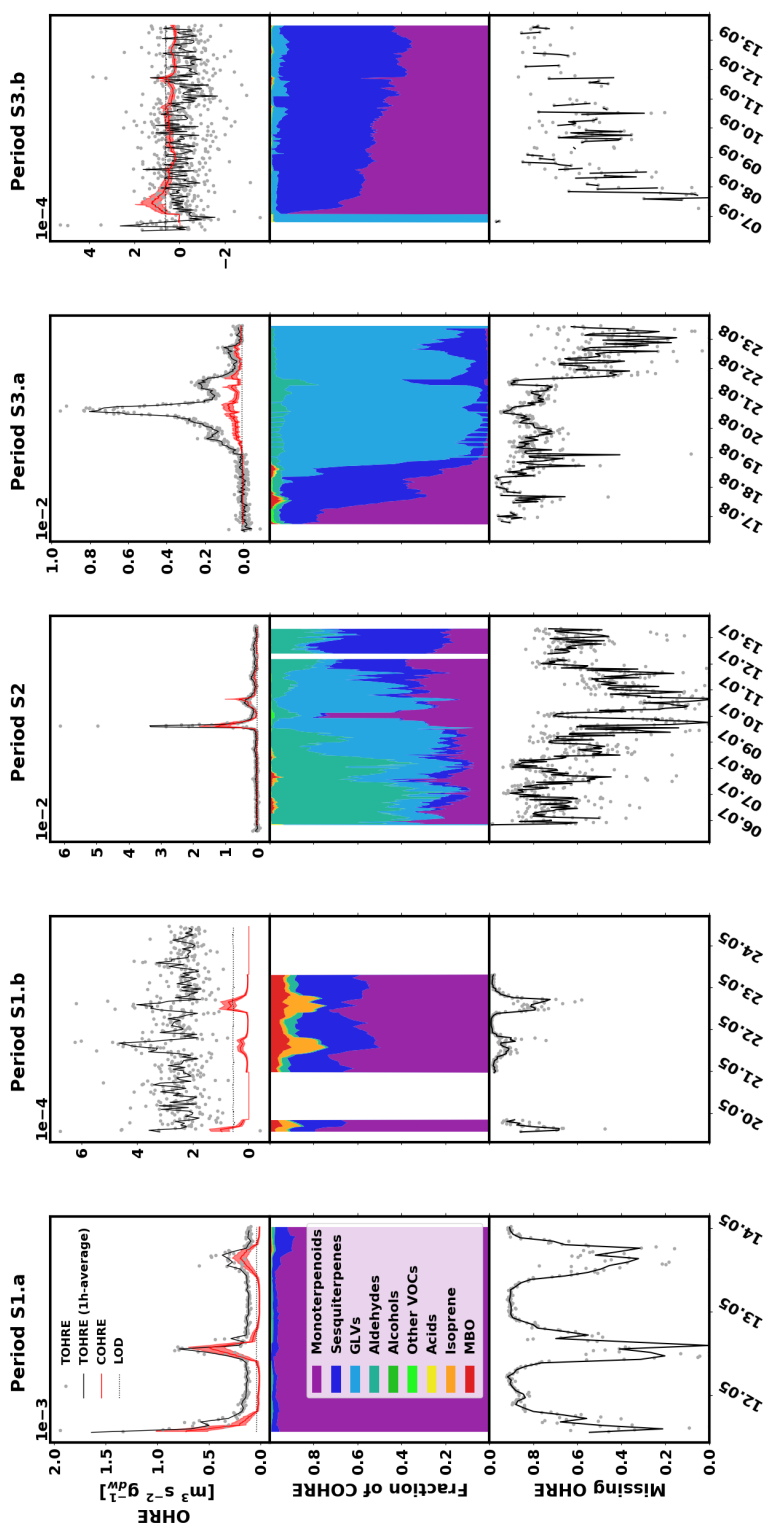 Period S1.a
Period S1.b
Period S2
Period S3.a
Period S3.b
1e−3
1e−4
1e−2
1e−2
1e−4
OHRE
[m³ s⁻² g⁻¹dw]
2.0
1.5
1.0
0.5
0.0
TOHRE
TOHRE (1h-average)
COHRE
LOD
6
4
2
0
6
5
4
3
2
1
0
1.0
0.8
0.6
0.4
0.2
0.0
4
2
0
−2
Fraction of COHRE
0.8
0.6
0.4
0.2
0.0
Monoterpenoids
Sesquiterpenes
GLVs
Aldehydes
Alcohols
Other VOCs
Acids
Isoprene
MBO
Missing OHRE
0.8
0.6
0.4
0.2
0.0
12.05
13.05
14.05
20.05
21.05
22.05
23.05
24.05
06.07
07.07
08.07
09.07
10.07
11.07
12.07
13.07
17.08
18.08
19.08
20.08
21.08
22.08
23.08
07.09
08.09
09.09
10.09
11.09
12.09
13.09